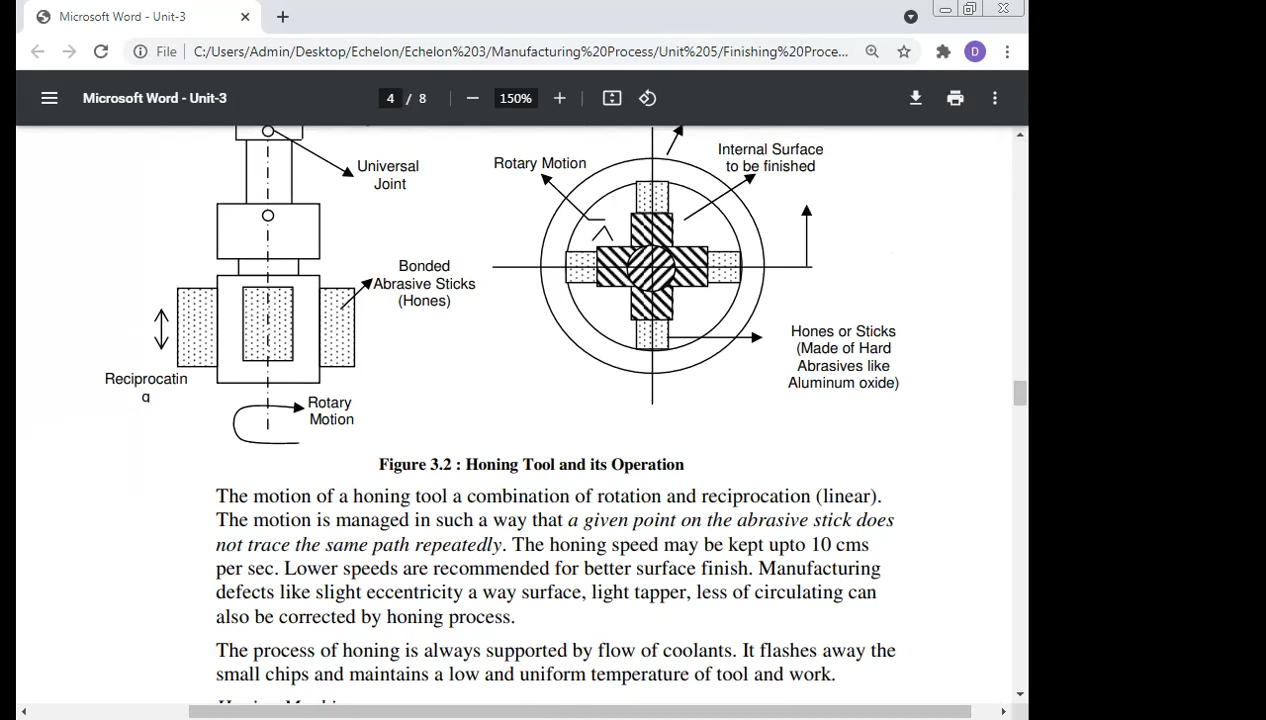 Microsoft Word - Unit-3
File C:/Users/Admin/Desktop/Echelon/Echelon%203/Manufacturing%20Process/Unit%205/Finishing%20Proce...
D
Microsoft Word - Unit-3
4 / 8
150%
Universal
Joint
Bonded
Abrasive Sticks
(Hones)
Reciprocatin
g
Rotary
Motion
Rotary Motion
Internal Surface
to be finished
Hones or Sticks
(Made of Hard
Abrasives like
Aluminum oxide)
Figure 3.2 : Honing Tool and its Operation
The motion of a honing tool a combination of rotation and reciprocation (linear).
The motion is managed in such a way that a given point on the abrasive stick does
not trace the same path repeatedly. The honing speed may be kept upto 10 cms
per sec. Lower speeds are recommended for better surface finish. Manufacturing
defects like slight eccentricity a way surface, light tapper, less of circulating can
also be corrected by honing process.
The process of honing is always supported by flow of coolants. It flashes away the
small chips and maintains a low and uniform temperature of tool and work.